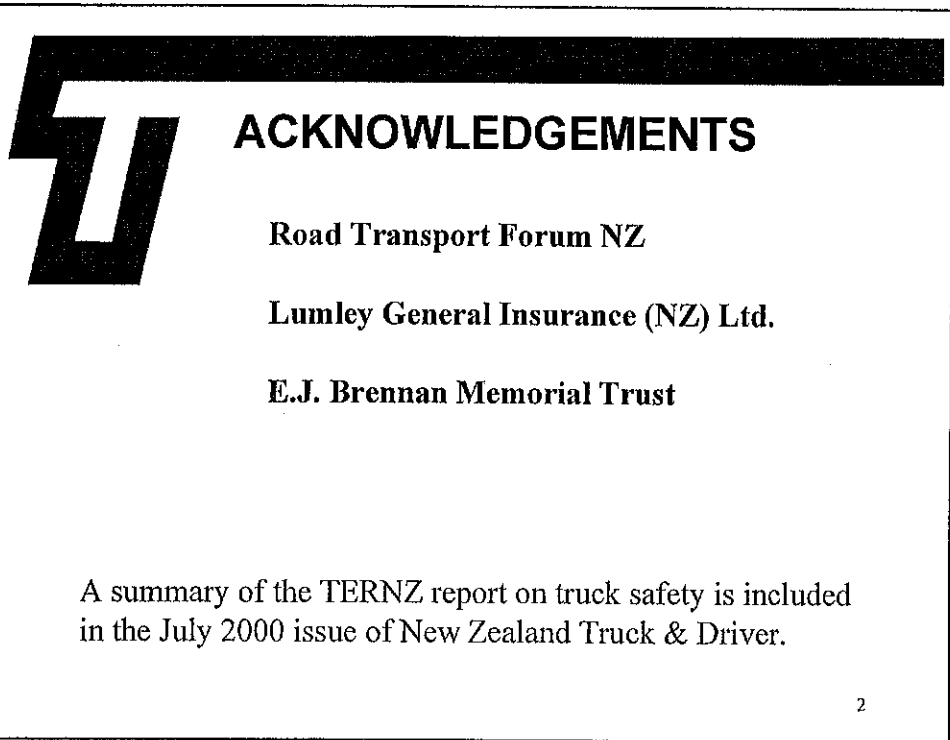 ACKNOWLEDGEMENTS
Road Transport Forum NZ
Lumley General Insurance (NZ) Ltd.
E.J. Brennan Memorial Trust
A summary of the TERNZ report on truck safety is included
in the July 2000 issue of New Zealand Truck & Driver.
2